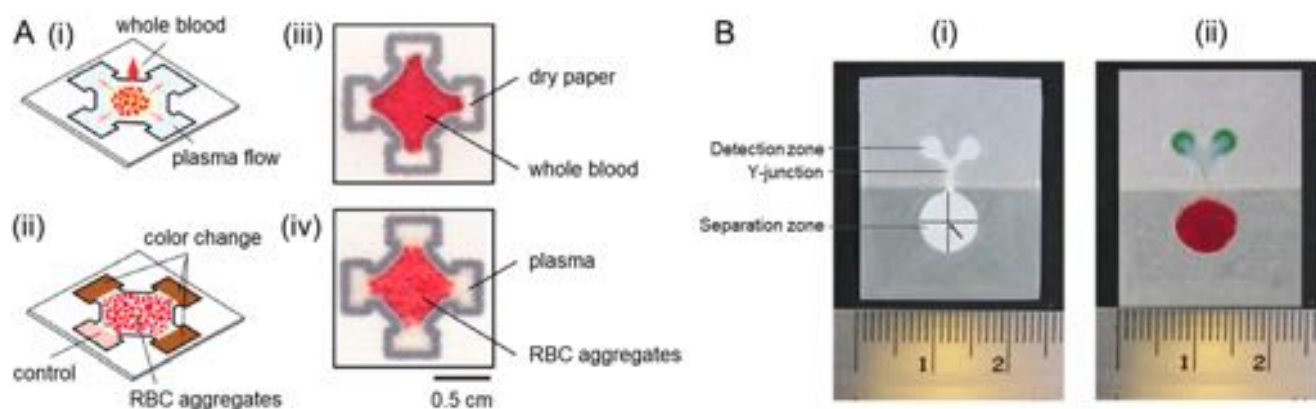 A (i)
whole blood
plasma flow
(ii)
color change
control
RBC aggregates
(iii)
dry paper
whole blood
(iv)
plasma
RBC aggregates
0.5 cm
B
(i)
Detection zone
Y-junction
Separation zone
1 2
(ii)
1 2